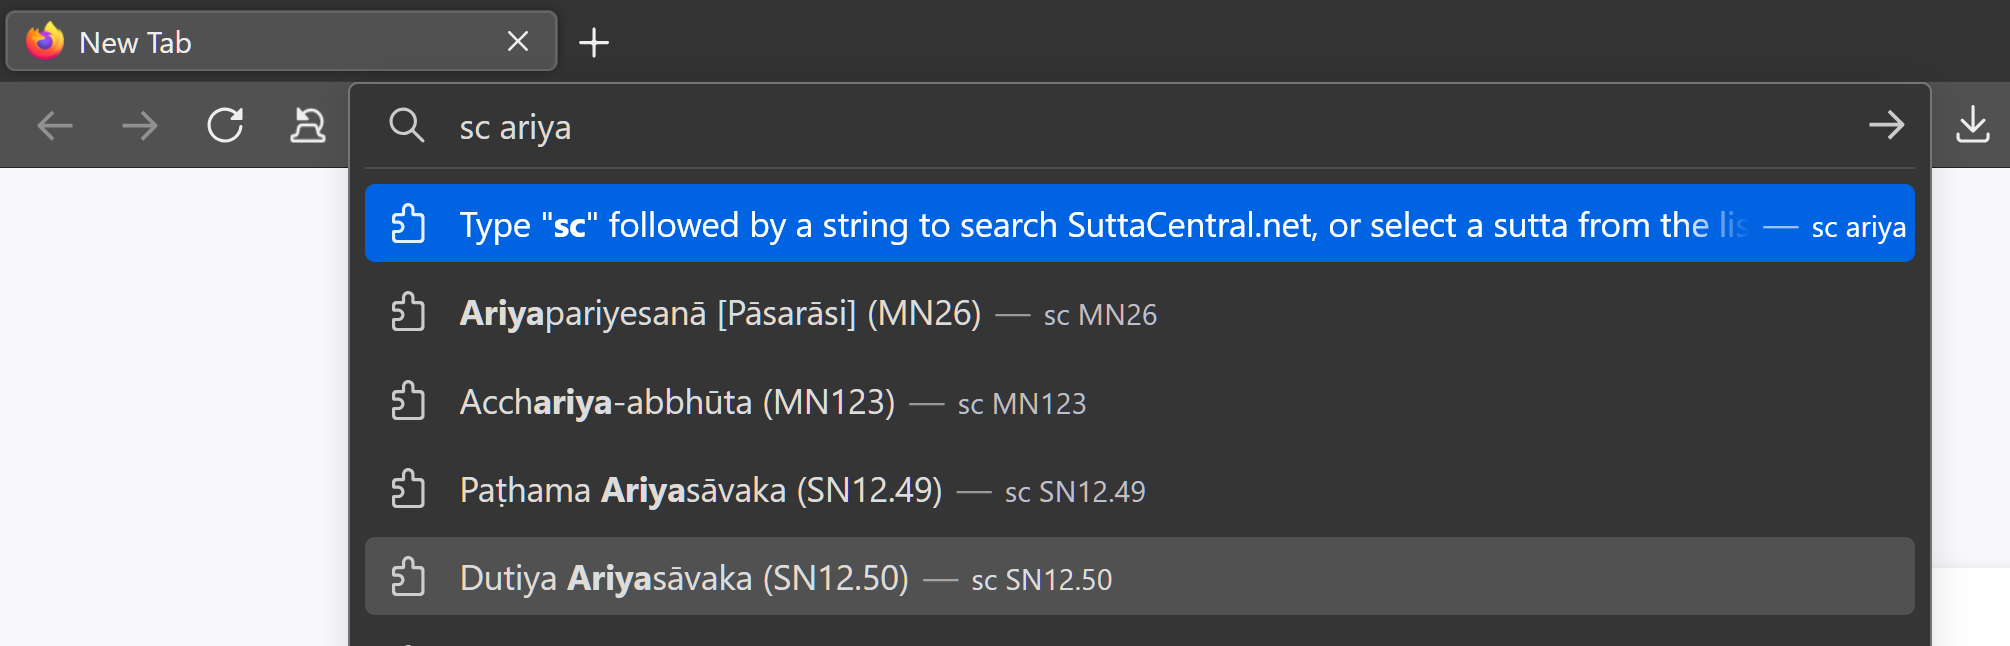 New Tab
sc ariya
Type "sc" followed by a string to search SuttaCentral.net, or select a sutta from the lis — sc ariya
Ariyapariyesanā [Pāsarāsi] (MN26) — sc MN26
Acchariya-abbhūta (MN123) — sc MN123
Paṭhama Ariyasāvaka (SN12.49) — sc SN12.49
Dutiya Ariyasāvaka (SN12.50) — sc SN12.50